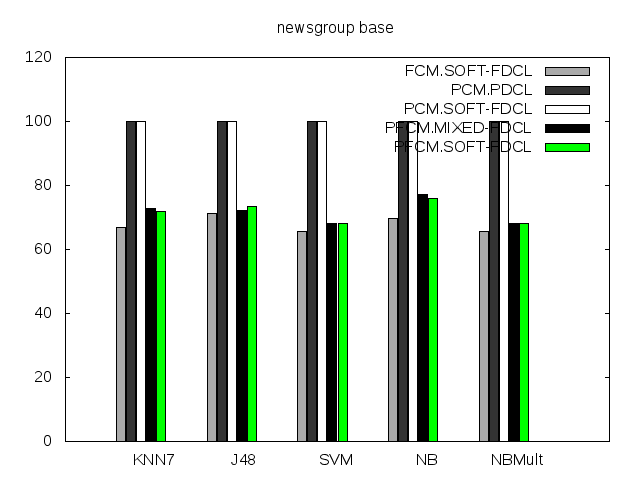 newsgroup base
120
100
80
60
40
20
0
FCM.SOFT-FDCL
PCM.PDCL
PCM.SOFT-FDCL
PFCM.MIXED-PDCL
PFCM.SOFT-FDCL
KNN7 J48 SVM NB NBMult